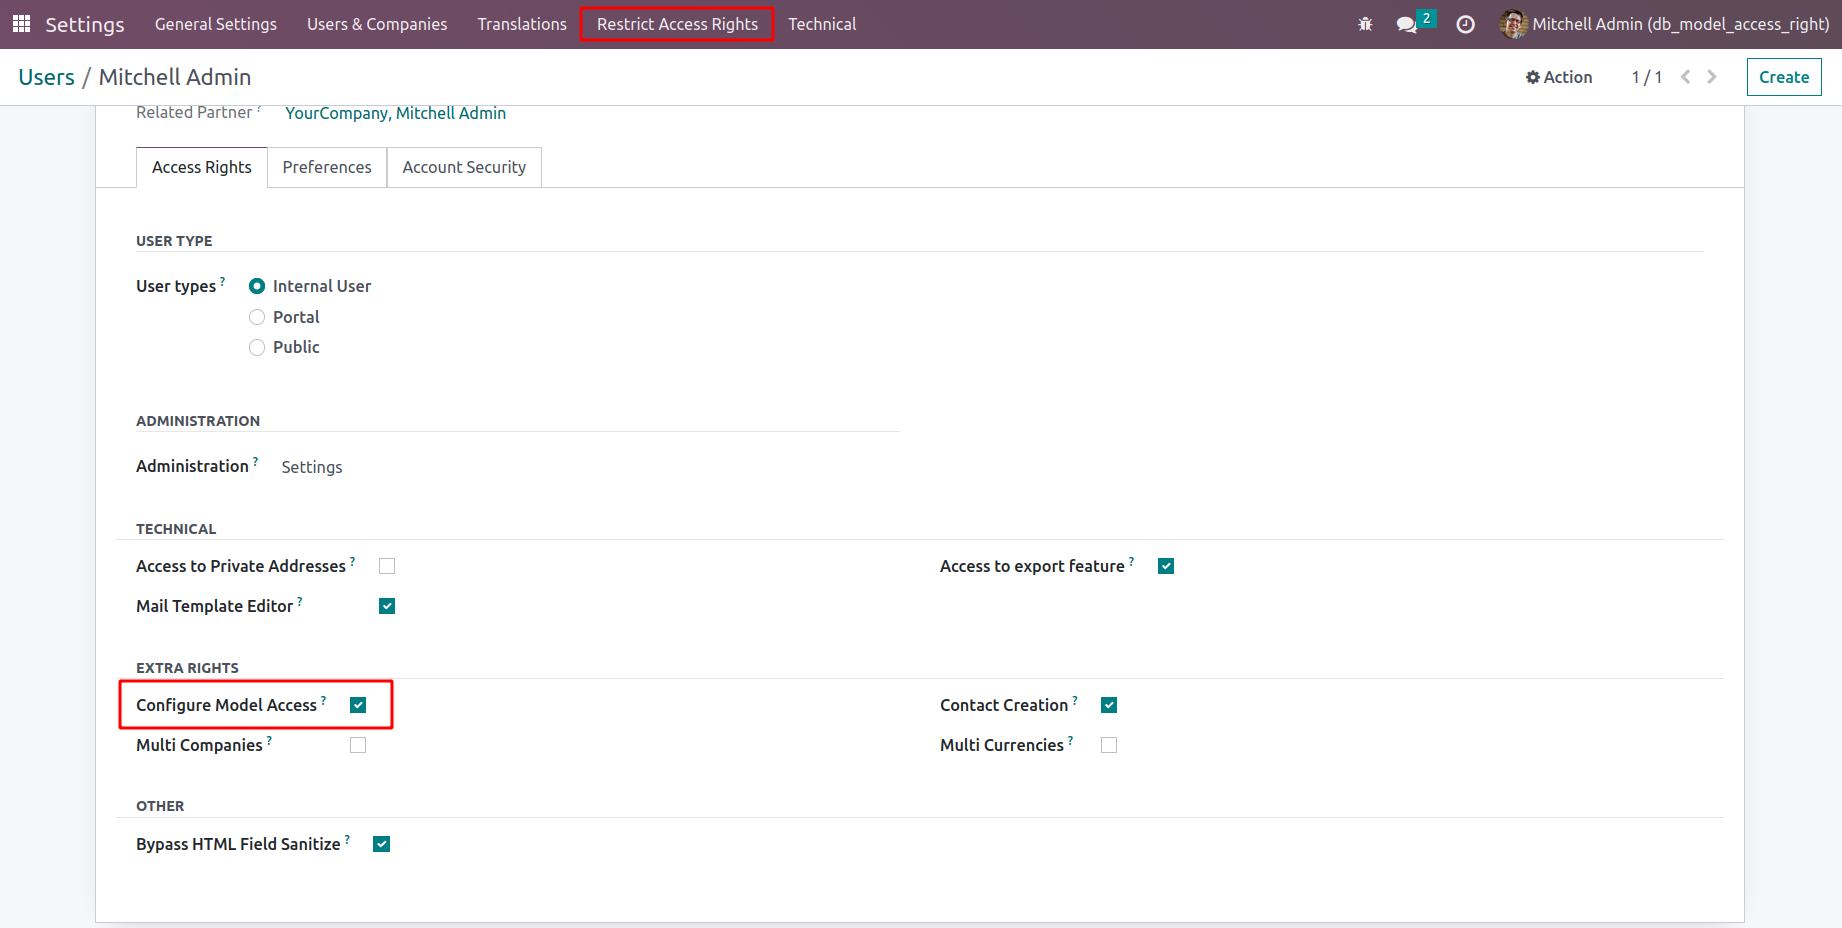 Settings General Settings Users & Companies Translations Restrict Access Rights Technical 2 Mitchell Admin (db_model_access_right)
Users / Mitchell Admin Action 1 / 1 Create
Related Partner ? YourCompany, Mitchell Admin
Access Rights Preferences Account Security
USER TYPE
User types ? Internal User
Portal
Public
ADMINISTRATION
Administration ? Settings
TECHNICAL
Access to Private Addresses ? Access to export feature ?
Mail Template Editor ?
EXTRA RIGHTS
Configure Model Access ? Contact Creation ?
Multi Companies ? Multi Currencies ?
OTHER
Bypass HTML Field Sanitize ?